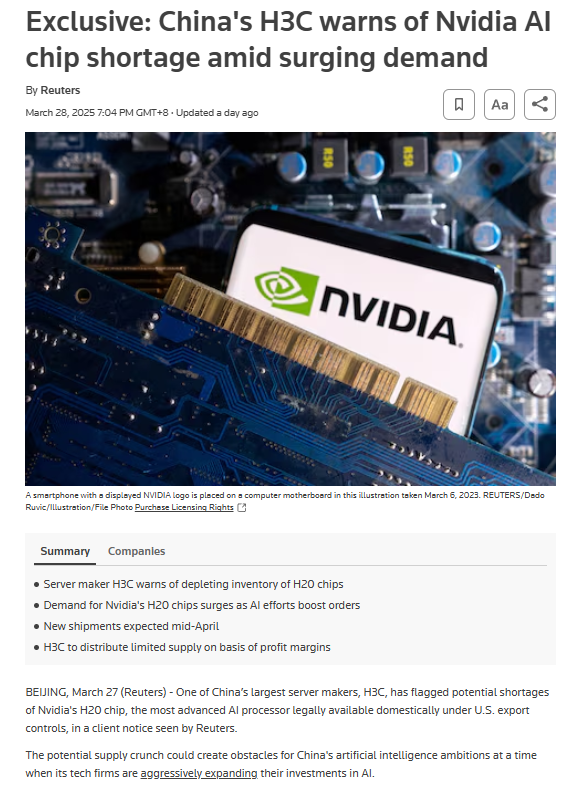 Exclusive: China's H3C warns of Nvidia AI
chip shortage amid surging demand
By Reuters
March 28, 2025 7:04 PM GMT+8 · Updated a day ago
Aa
R50
R50
NVIDIA.
A smartphone with a displayed NVIDIA logo is placed on a computer motherboard in this illustration taken March 6, 2023. REUTERS/Dado
Ruvic/Illustration/File Photo Purchase Licensing Rights
Summary Companies
• Server maker H3C warns of depleting inventory of H20 chips
• Demand for Nvidia's H20 chips surges as AI efforts boost orders
• New shipments expected mid-April
• H3C to distribute limited supply on basis of profit margins
BEIJING, March 27 (Reuters) - One of China's largest server makers, H3C, has flagged potential shortages
of Nvidia's H20 chip, the most advanced AI processor legally available domestically under U.S. export
controls, in a client notice seen by Reuters.
The potential supply crunch could create obstacles for China's artificial intelligence ambitions at a time
when its tech firms are aggressively expanding their investments in AI.